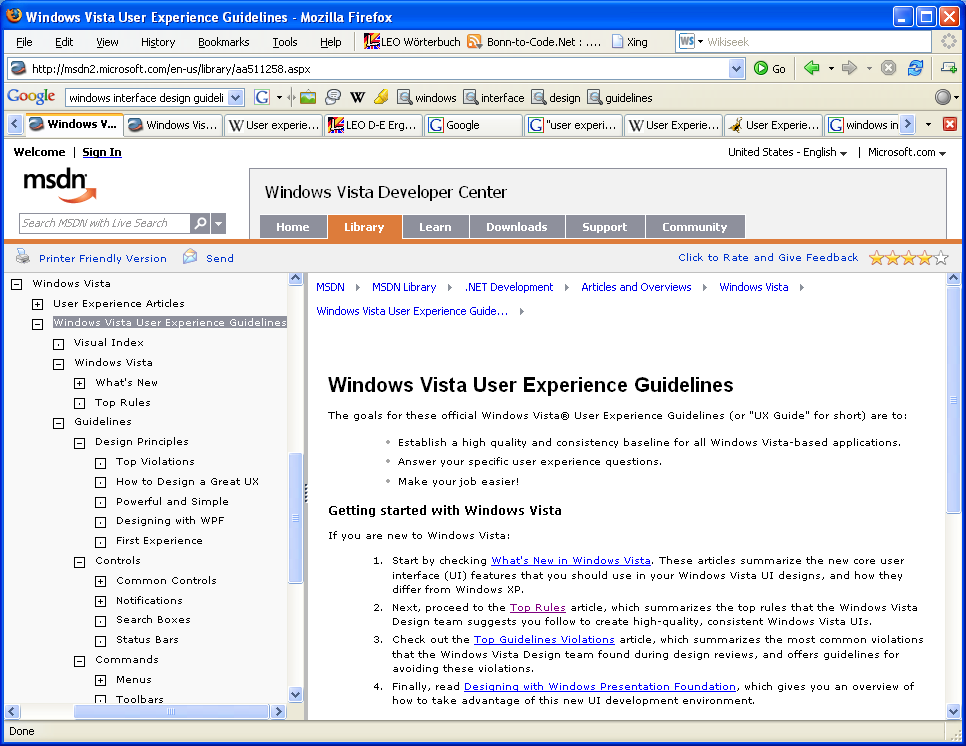 Windows Vista User Experience Guidelines - Mozilla Firefox
File Edit View History Bookmarks Tools Help LEO Wörterbuch Bonn-to-Code.Net : .... Xing WS Wikiseek
http://msdn2.microsoft.com/en-us/library/aa511258.aspx Go
Google windows interface design guideli G W windows interface design guidelines
Windows V... Windows Vis... W User experie... LEO D-E Erg... G Google G "user experi... W User Experie... User Experie... G windows in
Welcome | Sign In United States - English | Microsoft.com
msdn
Windows Vista Developer Center
Search MSDN with Live Search
Home Library Learn Downloads Support Community
Printer Friendly Version Send Click to Rate and Give Feedback
Windows Vista
User Experience Articles
Windows Vista User Experience Guidelines
Visual Index
Windows Vista
What's New
Top Rules
Guidelines
Design Principles
Top Violations
How to Design a Great UX
Powerful and Simple
Designing with WPF
First Experience
Controls
Common Controls
Notifications
Search Boxes
Status Bars
Commands
Menus
Toolbars
MSDN MSDN Library .NET Development Articles and Overviews Windows Vista
Windows Vista User Experience Guide...
Windows Vista User Experience Guidelines
The goals for these official Windows Vista® User Experience Guidelines (or "UX Guide" for short) are to:
Establish a high quality and consistency baseline for all Windows Vista-based applications.
Answer your specific user experience questions.
Make your job easier!
Getting started with Windows Vista
If you are new to Windows Vista:
1. Start by checking What's New in Windows Vista. These articles summarize the new core user
interface (UI) features that you should use in your Windows Vista UI designs, and how they
differ from Windows XP.
2. Next, proceed to the Top Rules article, which summarizes the top rules that the Windows Vista
Design team suggests you follow to create high-quality, consistent Windows Vista UIs.
3. Check out the Top Guidelines Violations article, which summarizes the most common violations
that the Windows Vista Design team found during design reviews, and offers guidelines for
avoiding these violations.
4. Finally, read Designing with Windows Presentation Foundation, which gives you an overview of
how to take advantage of this new UI development environment.
Done